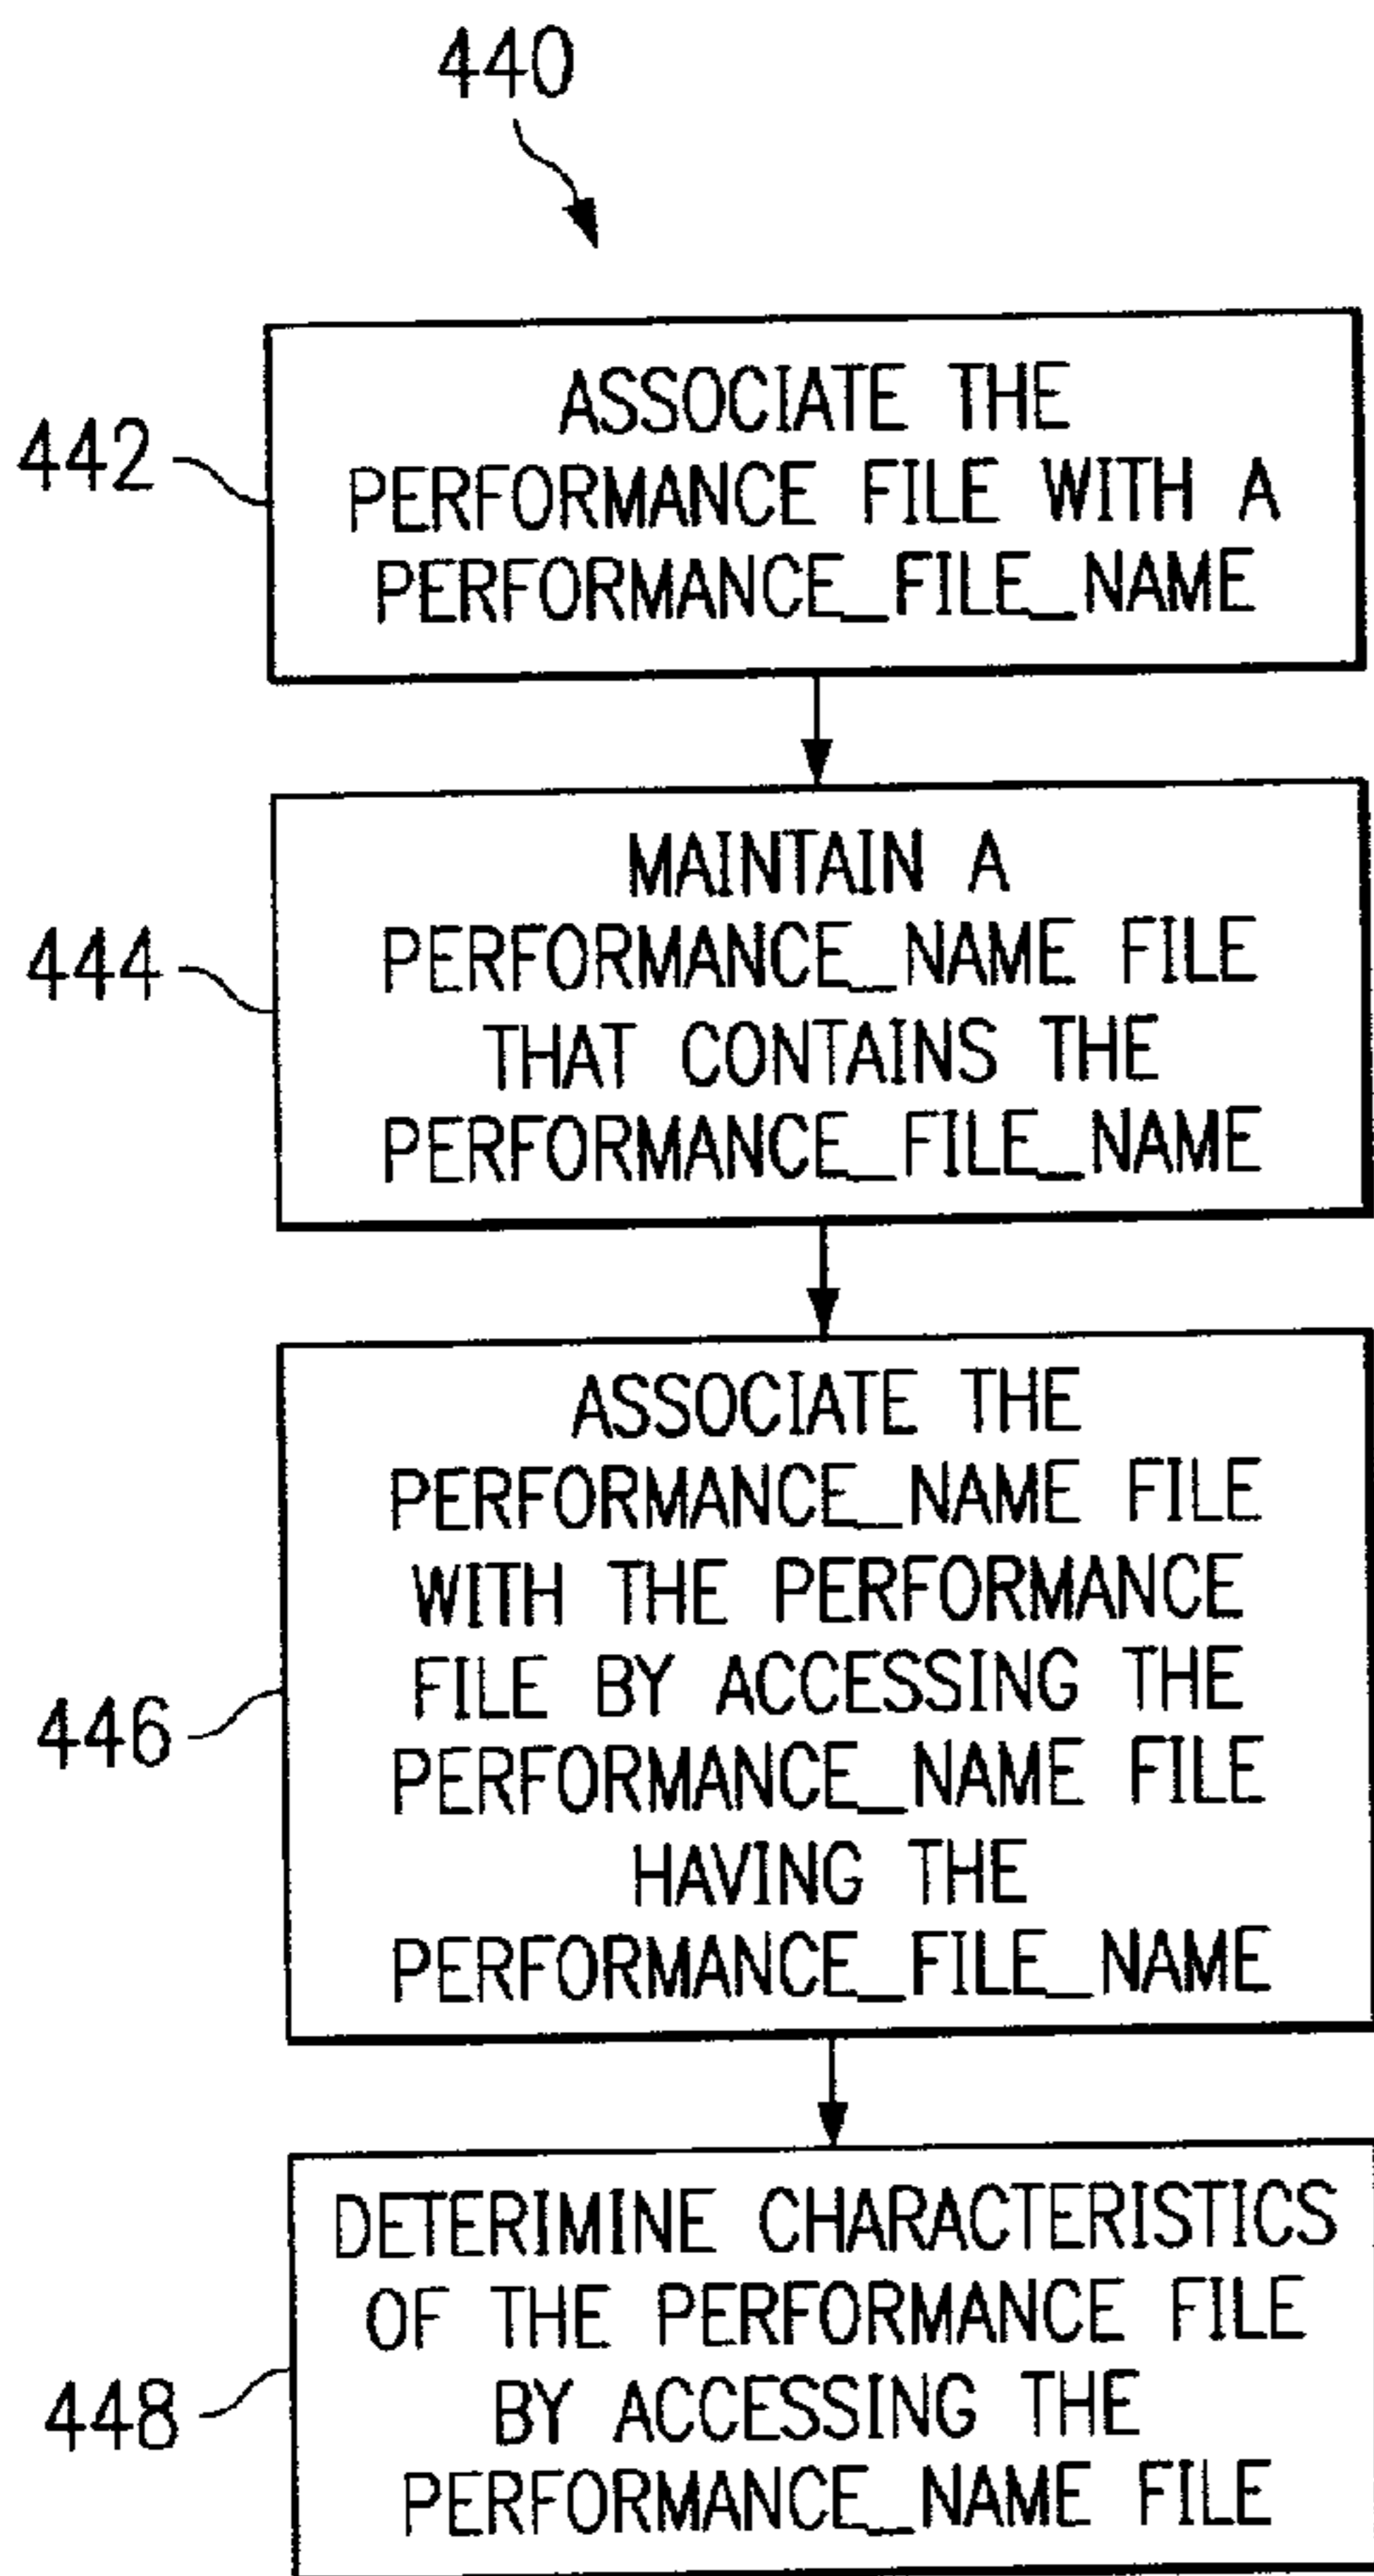 440
442
ASSOCIATE THE
PERFORMANCE FILE WITH A
PERFORMANCE_FILE_NAME
444
MAINTAIN A
PERFORMANCE_NAME FILE
THAT CONTAINS THE
PERFORMANCE_FILE_NAME
446
ASSOCIATE THE
PERFORMANCE_NAME FILE
WITH THE PERFORMANCE
FILE BY ACCESSING THE
PERFORMANCE_NAME FILE
HAVING THE
PERFORMANCE_FILE_NAME
448
DETERIMINE CHARACTERISTICS
OF THE PERFORMANCE FILE
BY ACCESSING THE
PERFORMANCE_NAME FILE